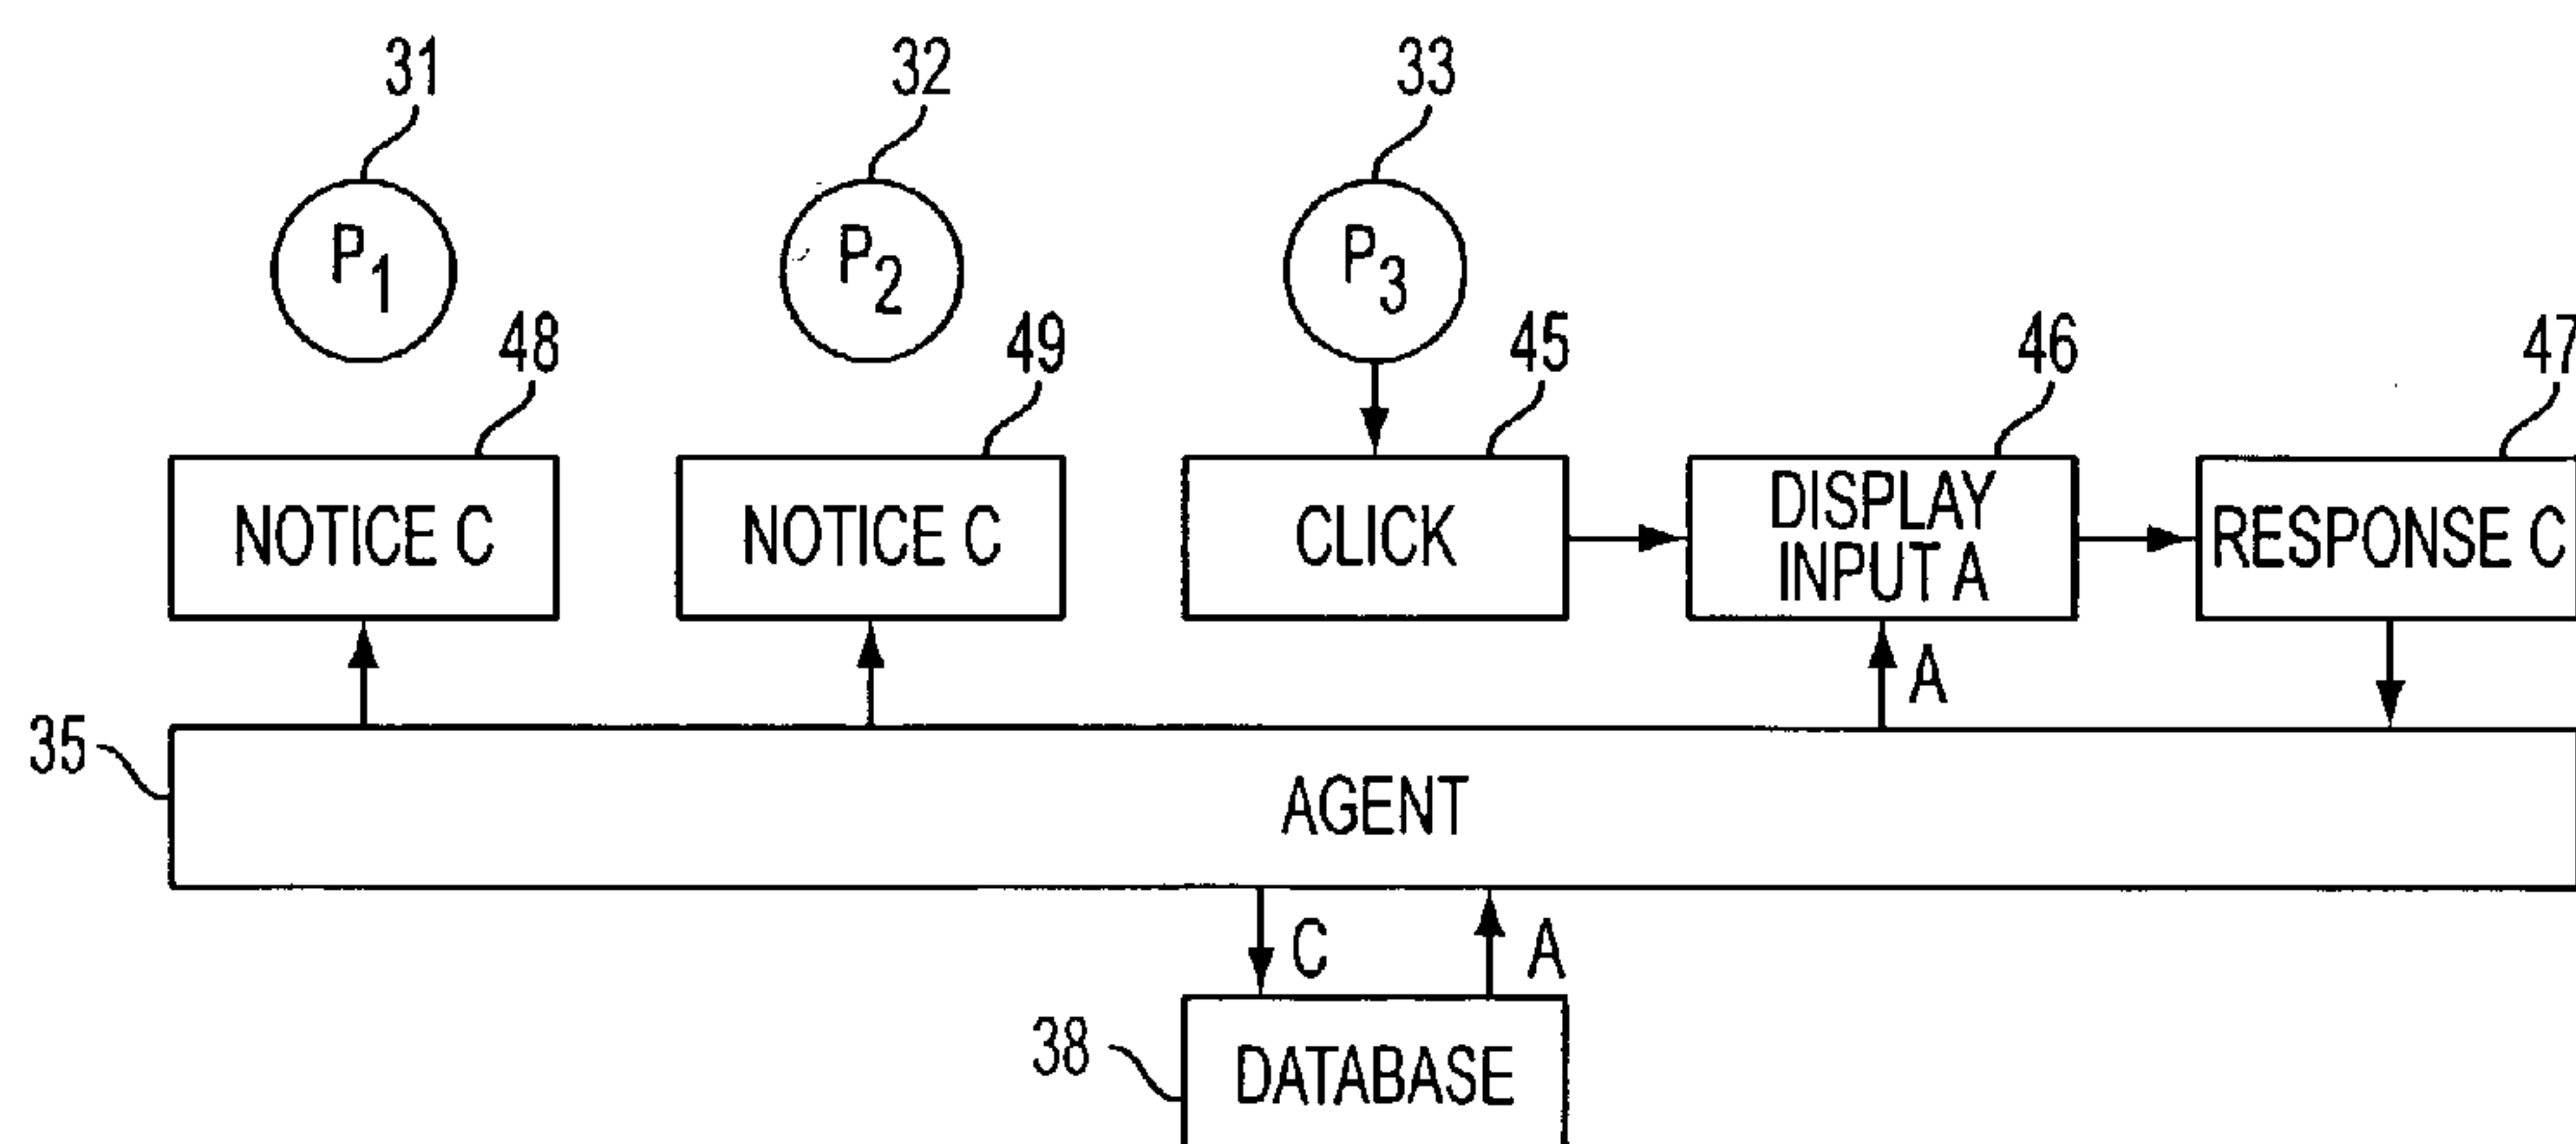 31
32
33
P1
P2
P3
48
49
45
46
47
NOTICE C
NOTICE C
CLICK
DISPLAY
INPUT A
RESPONSE C
A
35
AGENT
C
A
38
DATABASE